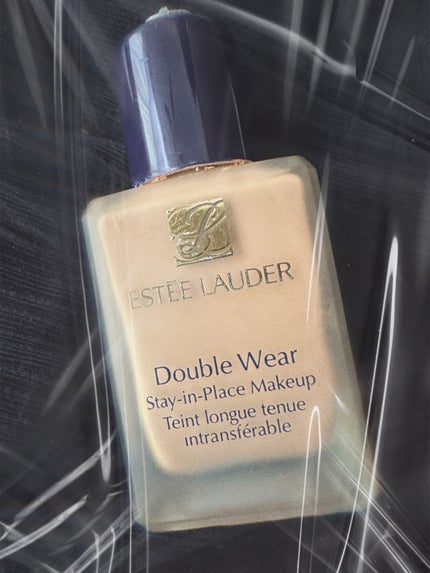 ESTĒE LAUDER
Double Wear
Stay-in-Place Makeup
Teint longue tenue
intransférable